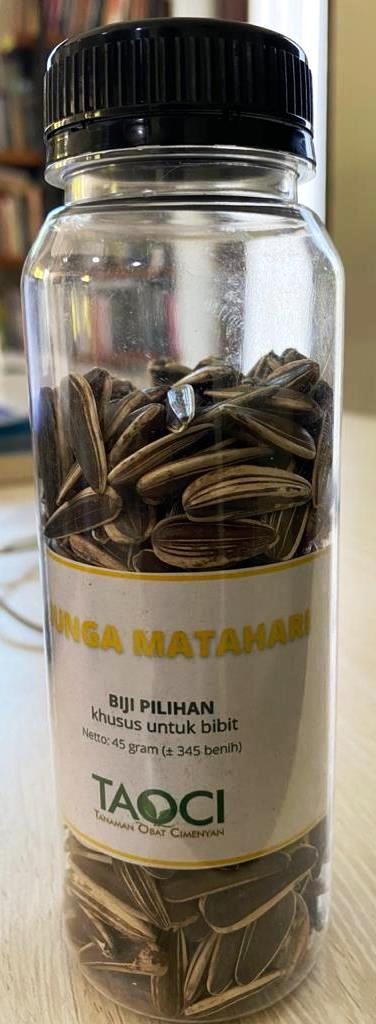 UNGA MATAHARI
BIJI PILIHAN
khusus untuk bibit
Netto: 45 gram (± 345 benih)
TAOCI
TANAMAN OBAT CIMENYAN